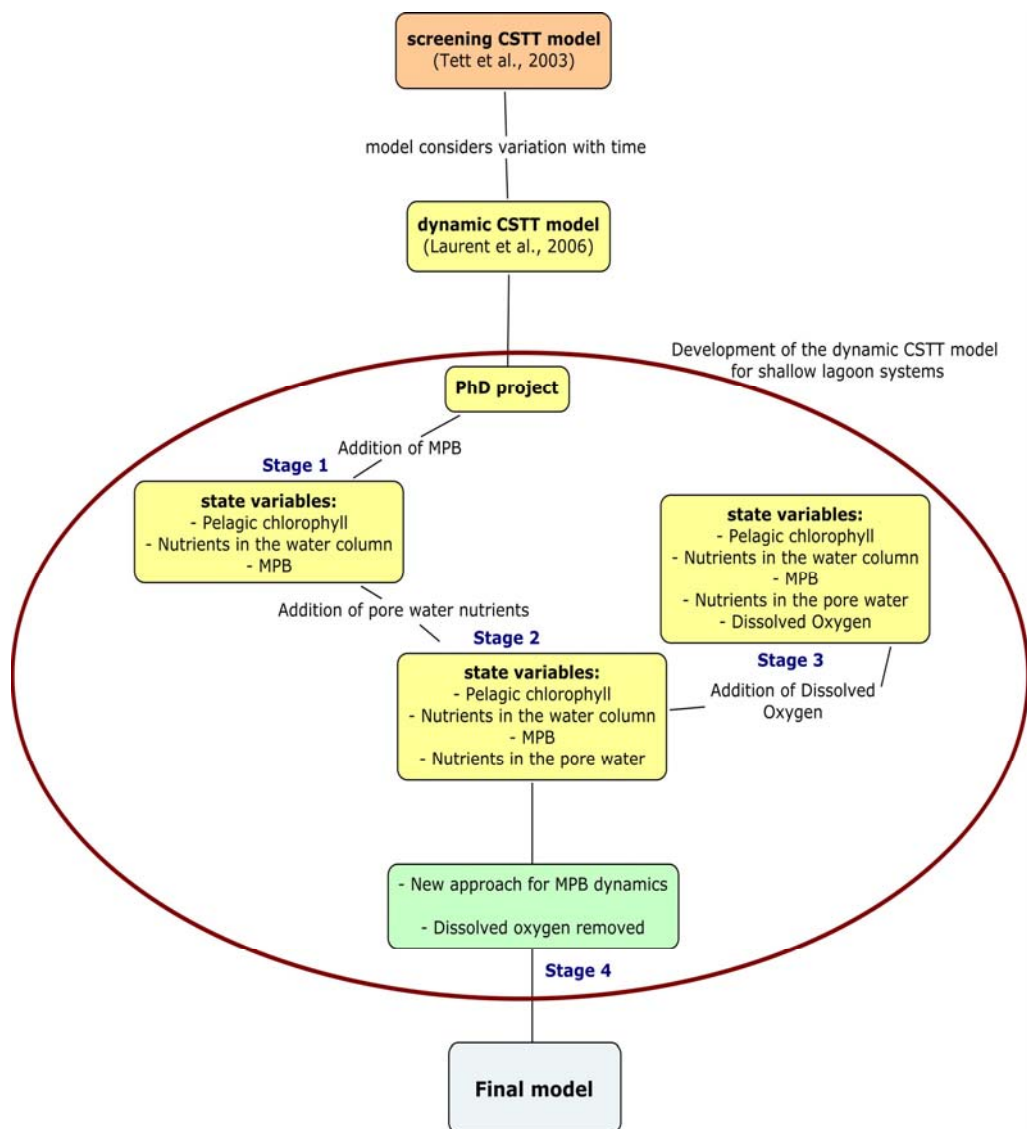 screening CSTT model
(Tett et al., 2003)
model considers variation with time
dynamic CSTT model
(Laurent et al., 2006)
Development of the dynamic CSTT model
for shallow lagoon systems
PhD project
Addition of MPB
Stage 1
state variables:
- Pelagic chlorophyll
- Nutrients in the water column
- MPB
Addition of pore water nutrients
Stage 2
state variables:
- Pelagic chlorophyll
- Nutrients in the water column
- MPB
- Nutrients in the pore water
state variables:
- Pelagic chlorophyll
- Nutrients in the water column
- MPB
- Nutrients in the pore water
- Dissolved Oxygen
Stage 3
Addition of Dissolved
Oxygen
- New approach for MPB dynamics
- Dissolved oxygen removed
Stage 4
Final model